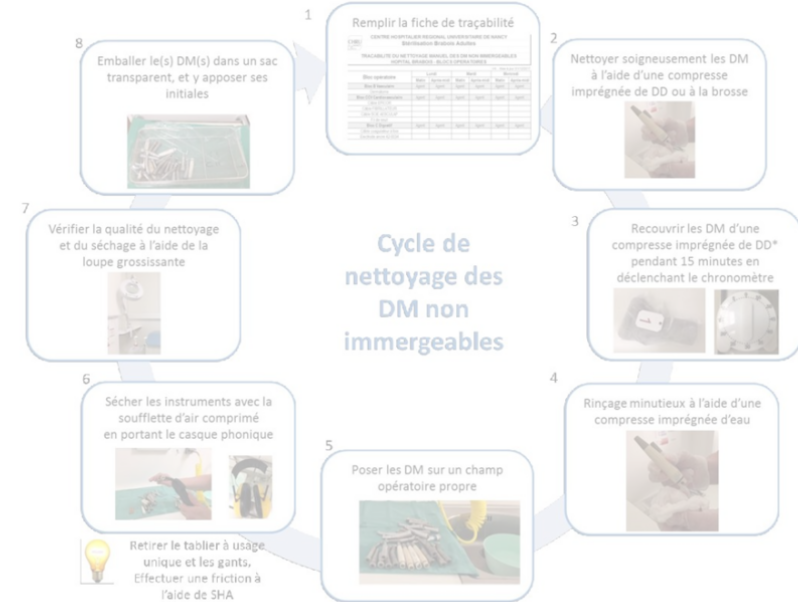 1
Remplir la fiche de traçabilité
CENTRE HOSPITALIER REGIONAL UNIVERSITAIRE DE NANCY
Stérilisation Brabois Adultes
TRACABILITE DU NETTOYAGE MANUEL DES DM NON IMMERGEABLES
HOPITAL BRABOIS - BLOCS OPERATOIRES
Bloc opératoire
Lundi
Mardi
Mercredi
2
Nettoyer soigneusement les DM
à l'aide d'une compresse
imprégnée de DD ou à la brosse
3
Recouvrir les DM d'une
compresse imprégnée de DD*
pendant 15 minutes en
déclenchant le chronomètre
4
Rinçage minutieux à l'aide d'une
compresse imprégnée d'eau
5
Poser les DM sur un champ
opératoire propre
6
Sécher les instruments avec la
soufflette d'air comprimé
en portant le casque phonique
Retirer le tablier à usage
unique et les gants,
Effectuer une friction à
l'aide de SHA
7
Vérifier la qualité du nettoyage
et du séchage à l'aide de la
loupe grossissante
8
Emballer le(s) DM(s) dans un sac
transparent, et y apposer ses
initiales
Cycle de
nettoyage des
DM non
immergeables